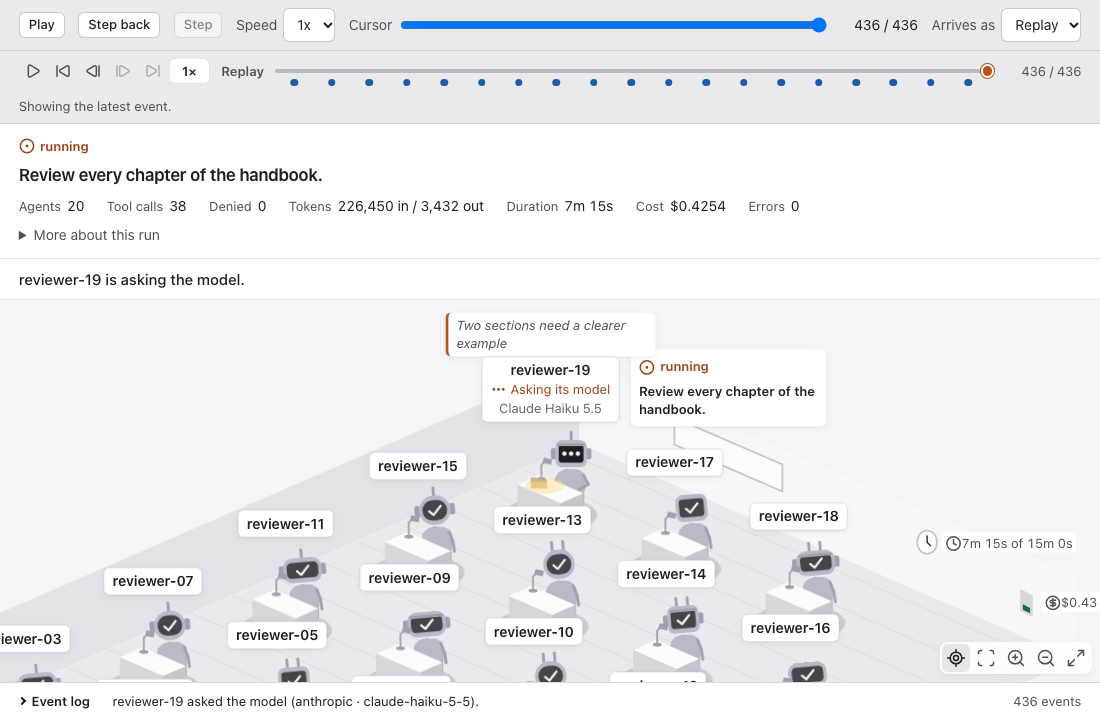 Play Step back Step Speed 1x Cursor 436 / 436 Arrives as Replay
1× Replay 436 / 436
Showing the latest event.
running
Review every chapter of the handbook.
Agents 20 Tool calls 38 Denied 0 Tokens 226,450 in / 3,432 out Duration 7m 15s Cost $0.4254 Errors 0
More about this run
reviewer-19 is asking the model.
Two sections need a clearer
example
reviewer-19
Asking its model
Claude Haiku 5.5
running
Review every chapter of the
handbook.
reviewer-15
reviewer-17
reviewer-11
reviewer-13
reviewer-18
7m 15s of 15m 0s
reviewer-07
reviewer-09
reviewer-14
$0.43
iewer-03
reviewer-05
reviewer-10
reviewer-16
Event log reviewer-19 asked the model (anthropic · claude-haiku-5-5). 436 events